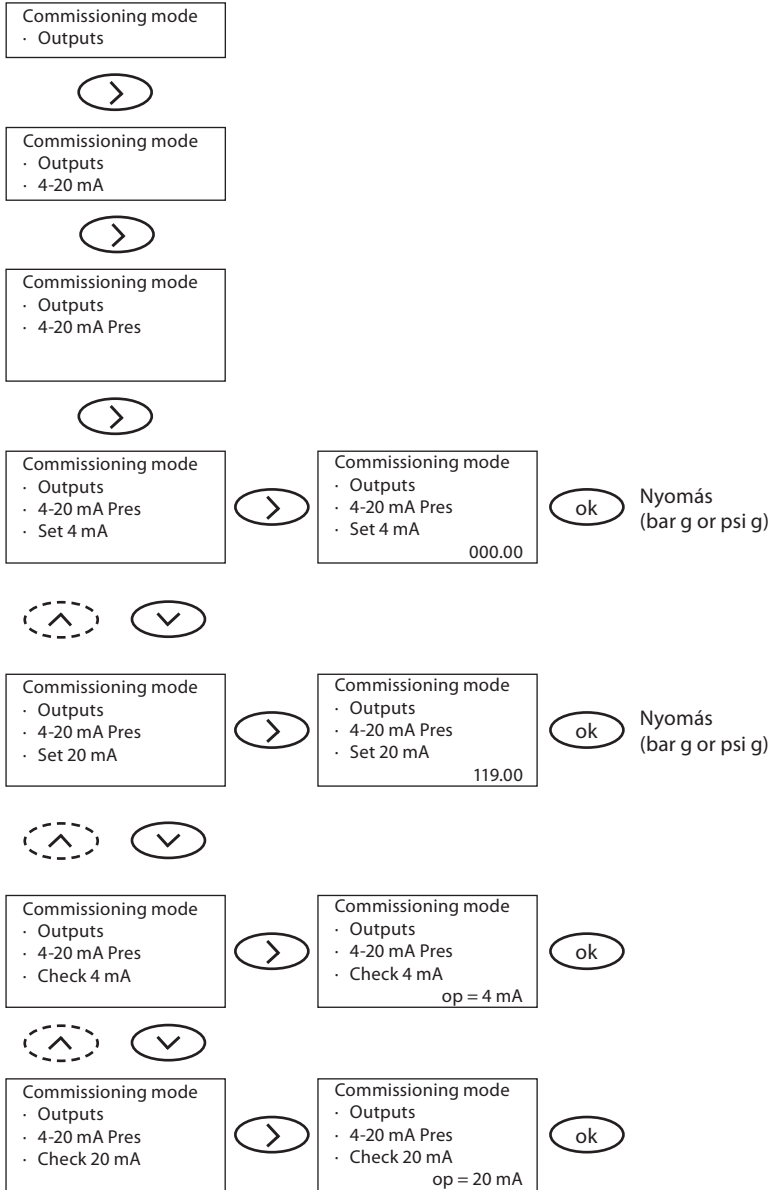 Commissioning mode
· Outputs
Commissioning mode
· Outputs
· 4-20 mA
Commissioning mode
· Outputs
· 4-20 mA Pres
Commissioning mode
· Outputs
· 4-20 mA Pres
· Set 4 mA
Commissioning mode
· Outputs
· 4-20 mA Pres
· Set 4 mA
000.00
ok
Nyomás
(bar g or psi g)
Commissioning mode
· Outputs
· 4-20 mA Pres
· Set 20 mA
Commissioning mode
· Outputs
· 4-20 mA Pres
· Set 20 mA
119.00
ok
Nyomás
(bar g or psi g)
Commissioning mode
· Outputs
· 4-20 mA Pres
· Check 4 mA
Commissioning mode
· Outputs
· 4-20 mA Pres
· Check 4 mA
op = 4 mA
ok
Commissioning mode
· Outputs
· 4-20 mA Pres
· Check 20 mA
Commissioning mode
· Outputs
· 4-20 mA Pres
· Check 20 mA
op = 20 mA
ok